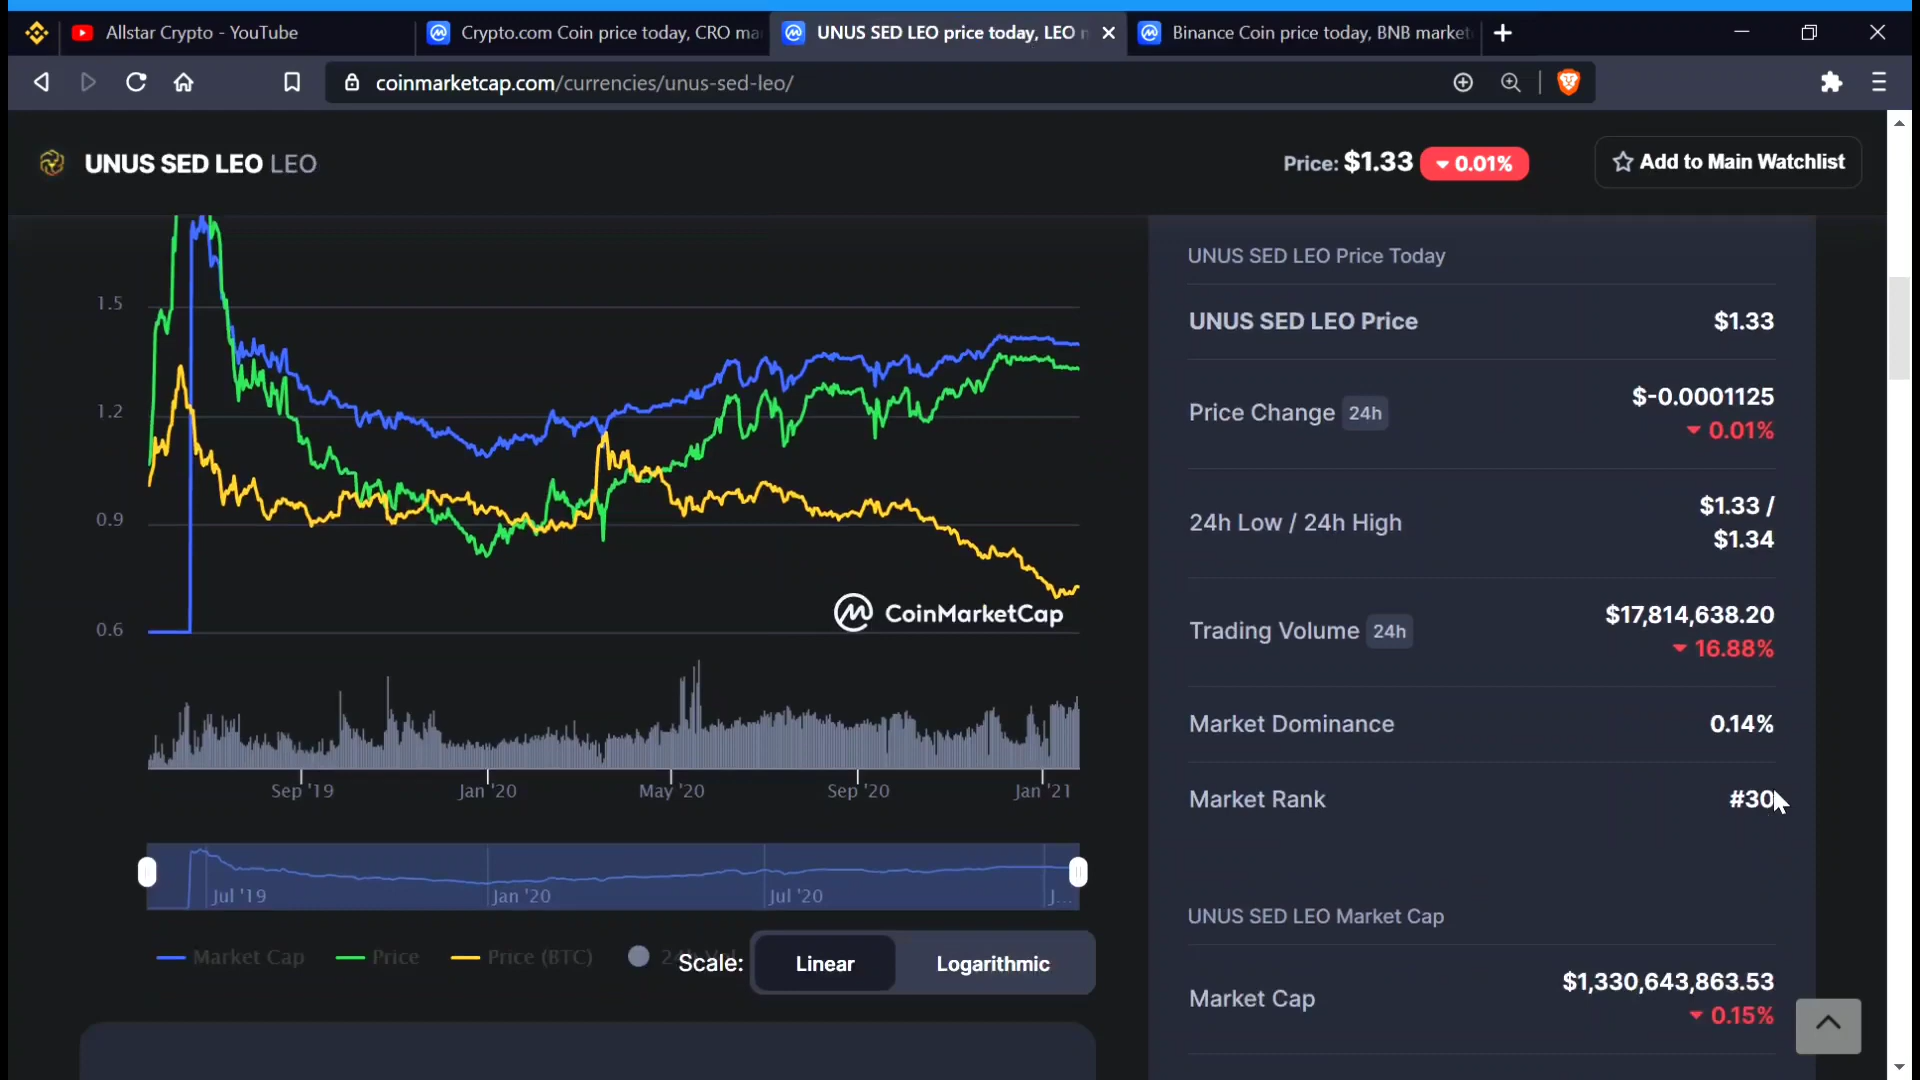 Allstar Crypto - YouTube
Crypto.com Coin price today, CRO ma
UNUS SED LEO price today, LEO
Binance Coin price today, BNB market
coinmarketcap.com/currencies/unus-sed-leo/
UNUS SED LEO LEO
Price: $1.33
0.01%
Add to Main Watchlist
1.5
1.2
0.9
0.6
CoinMarketCap
Sep '19
Jan '20
May '20
Sep '20
Jan '21
Jul '19
Jan '20
Jul '20
J...
Market Cap
Price
Price (BTC)
Scale:
Linear
Logarithmic
UNUS SED LEO Price Today
UNUS SED LEO Price
$1.33
Price Change 24h
$-0.0001125
0.01%
24h Low / 24h High
$1.33 /
$1.34
Trading Volume 24h
$17,814,638.20
16.88%
Market Dominance
0.14%
Market Rank
#30
UNUS SED LEO Market Cap
Market Cap
$1,330,643,863.53
0.15%